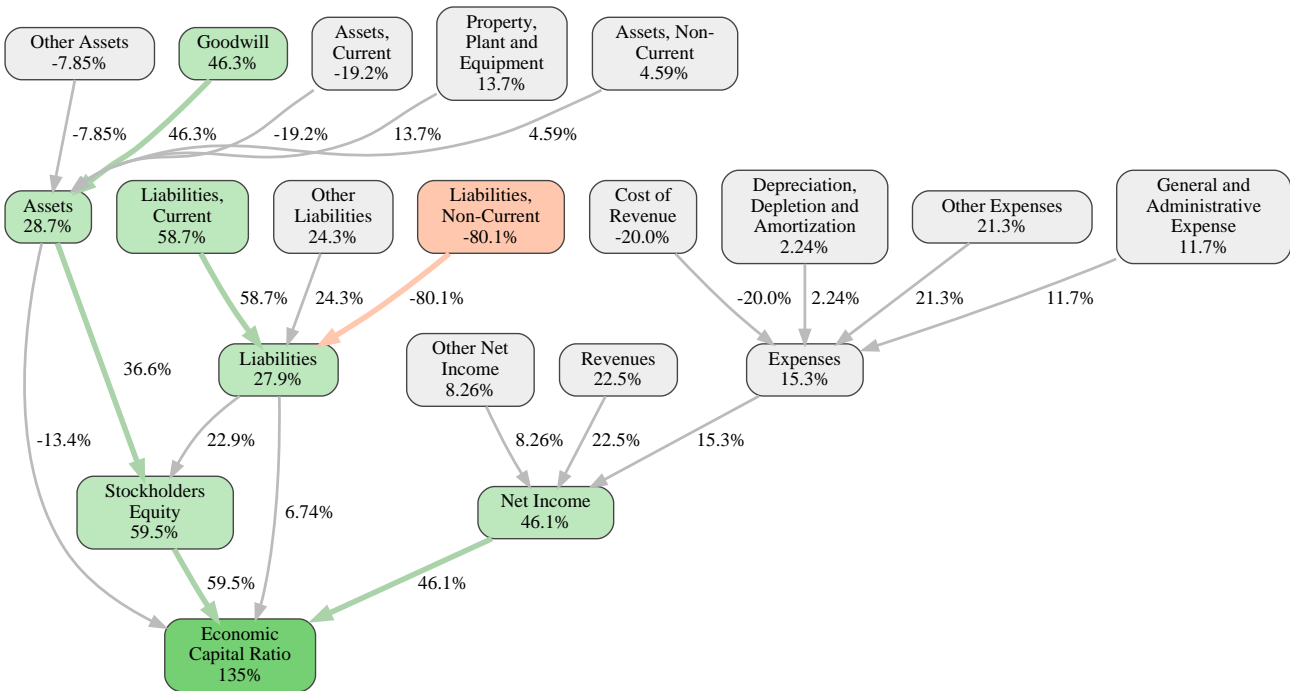 Other Assets
-7.85%
Goodwill
46.3%
Assets,
Current
-19.2%
Property,
Plant and
Equipment
13.7%
Assets, Non-
Current
4.59%
-7.85%
46.3%
-19.2%
13.7%
4.59%
Assets
28.7%
Liabilities,
Current
58.7%
Other
Liabilities
24.3%
Liabilities,
Non-Current
-80.1%
Cost of
Revenue
-20.0%
Depreciation,
Depletion and
Amortization
2.24%
Other Expenses
21.3%
General and
Administrative
Expense
11.7%
58.7%
24.3%
-80.1%
-20.0%
2.24%
21.3%
11.7%
36.6%
Liabilities
27.9%
Other Net
Income
8.26%
Revenues
22.5%
Expenses
15.3%
-13.4%
22.9%
8.26%
22.5%
15.3%
Stockholders
Equity
59.5%
6.74%
Net Income
46.1%
59.5%
46.1%
Economic
Capital Ratio
135%